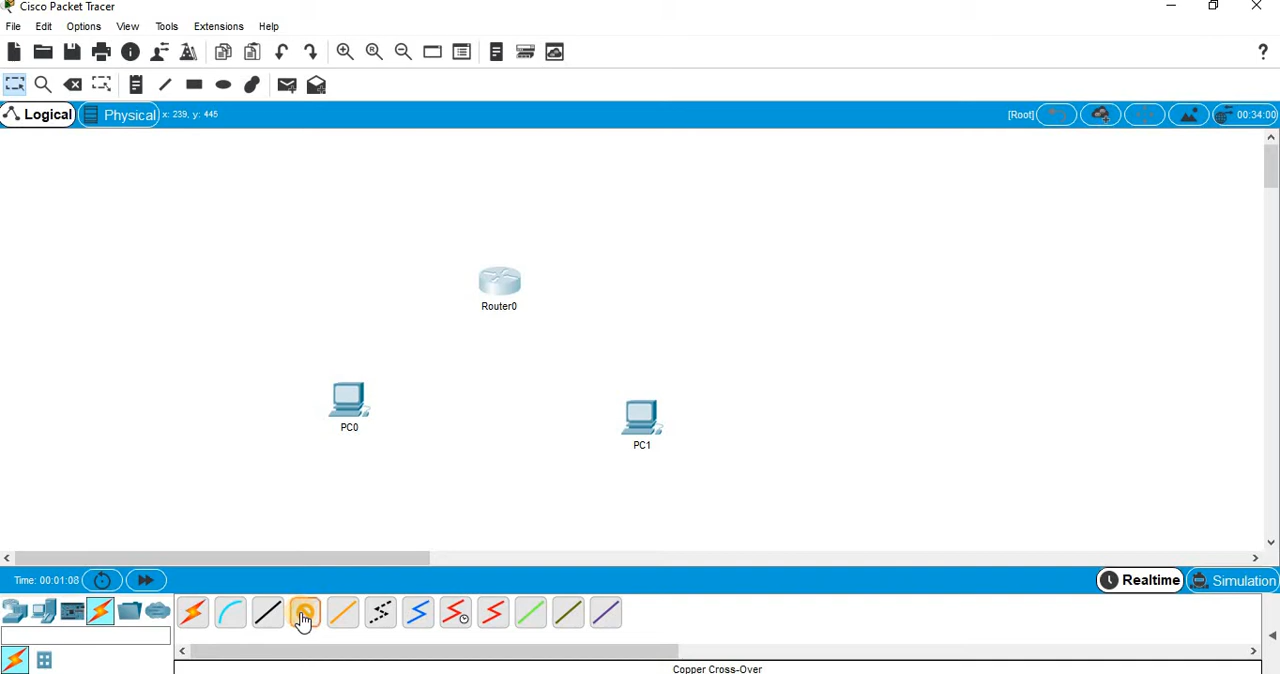 Cisco Packet Tracer
File Edit Options View Tools Extensions Help
?
Logical Physical x: 239, y: 445 [Root] 00:34:00
Router0
PC0
PC1
Time: 00:01:08 Realtime Simulation
Copper Cross-Over